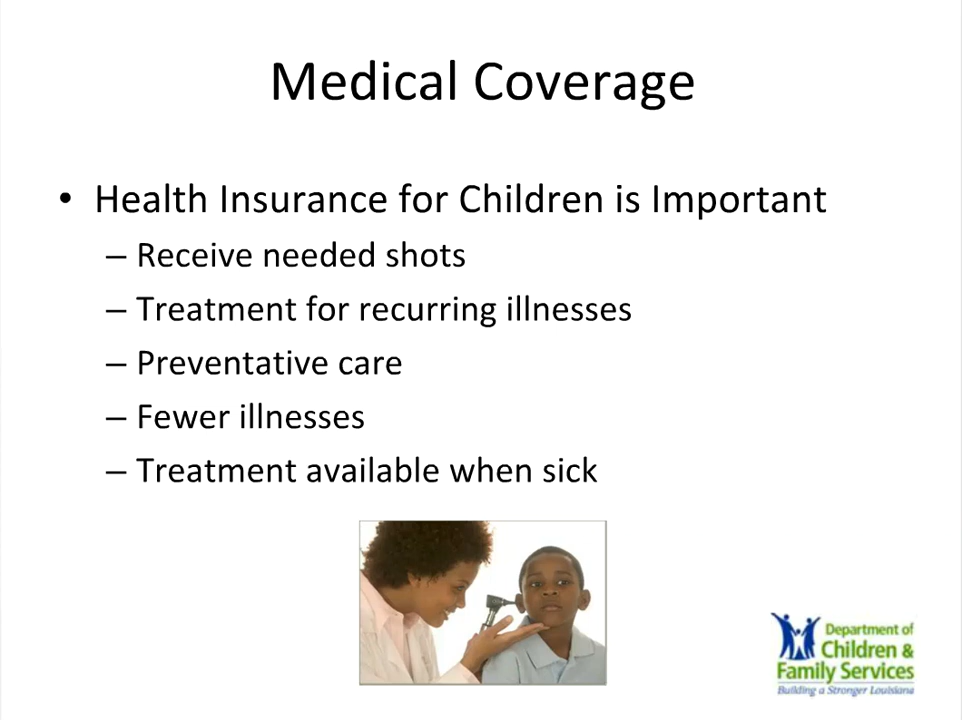 Medical Coverage
• Health Insurance for Children is Important
– Receive needed shots
– Treatment for recurring illnesses
– Preventative care
– Fewer illnesses
– Treatment available when sick
Department of
Children &
Family Services
Building a Stronger Louisiana